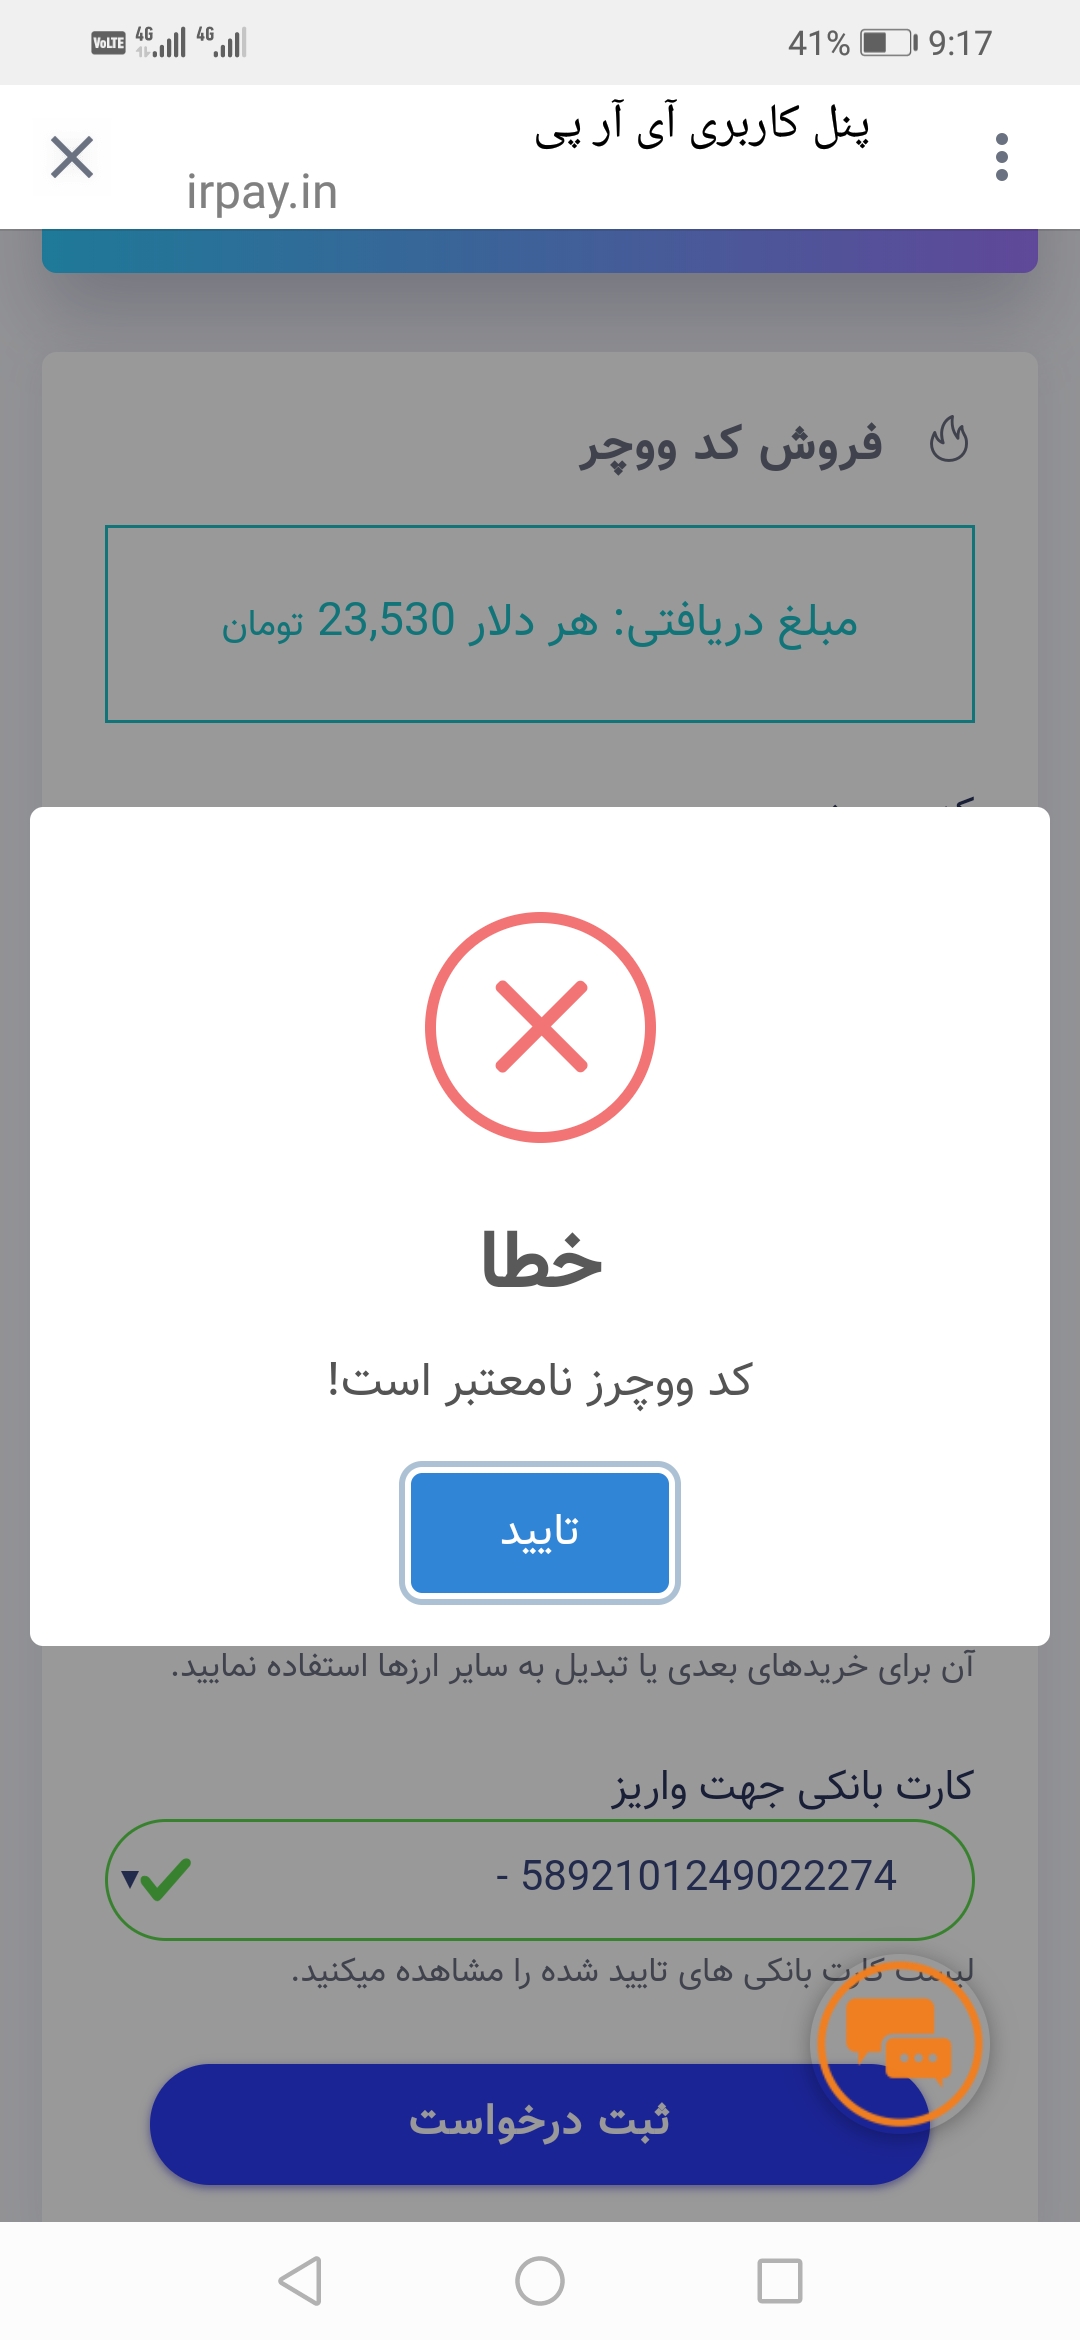 VoLTE 4G 4G 41% 9:17
پنل کاربری آی آر پی
irpay.in
فروش کد ووچر
مبلغ دریافتی: هر دلار 23,530 تومان
خطا
کد ووچرز نامعتبر است!
تایید
آن برای خریدهای بعدی یا تبدیل به سایر ارزها استفاده نمایید.
کارت بانکی جهت واریز
5892101249022274 -
لیست کارت بانکی های تایید شده را مشاهده میکنید.
ثبت درخواست